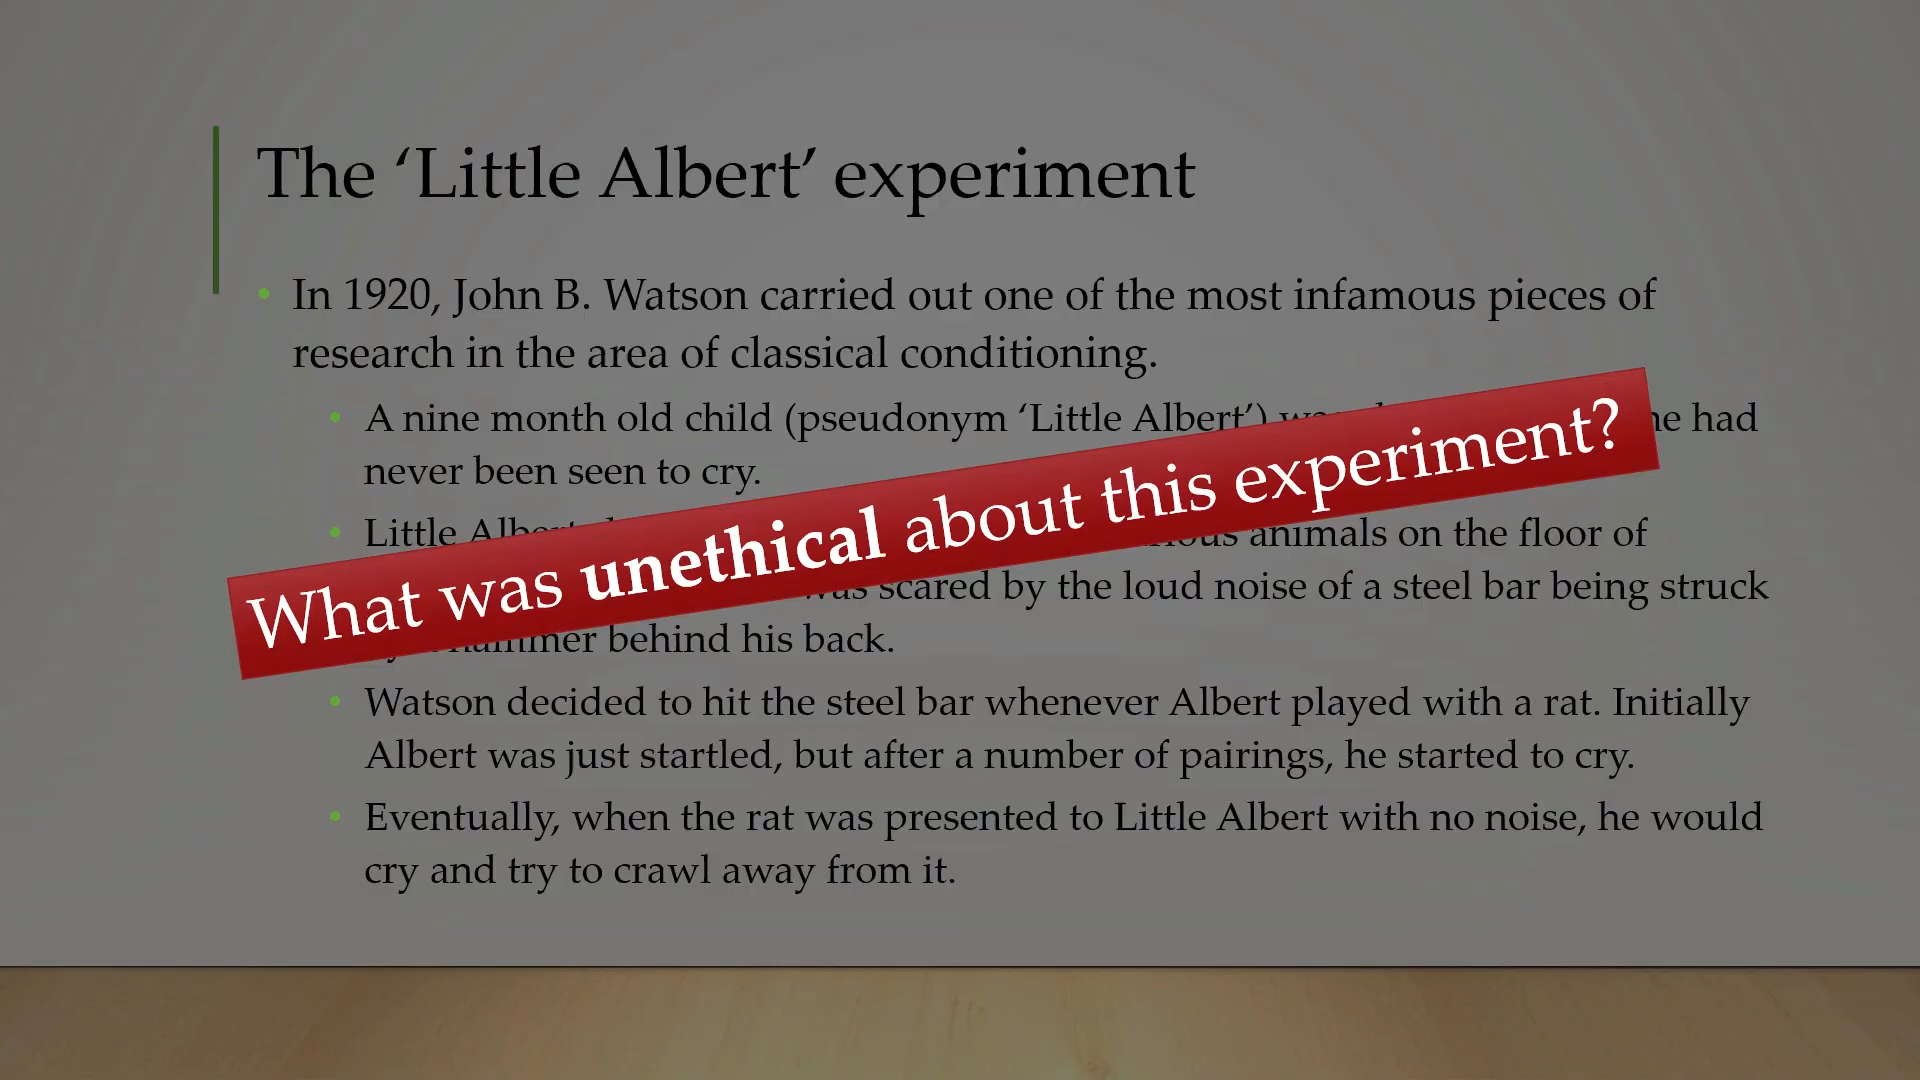 The ‘Little Albert’ experiment
• In 1920, John B. Watson carried out one of the most infamous pieces of
research in the area of classical conditioning.
• A nine month old child (pseudonym ‘Little Albert’) he had
never been seen to cry.
What was unethical about this experiment?
• Little Albert animals on the floor of
was scared by the loud noise of a steel bar being struck
hammer behind his back.
• Watson decided to hit the steel bar whenever Albert played with a rat. Initially
Albert was just startled, but after a number of pairings, he started to cry.
• Eventually, when the rat was presented to Little Albert with no noise, he would
cry and try to crawl away from it.